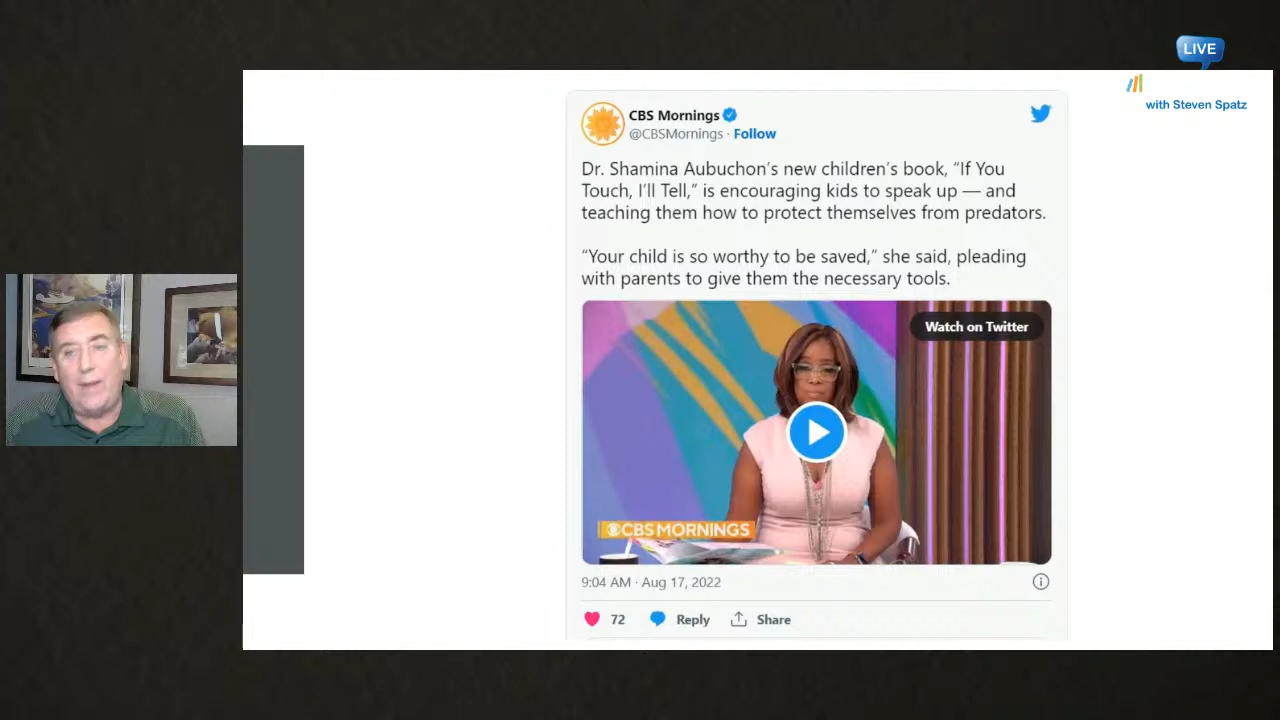 LIVE
with Steven Spatz
CBS Mornings
@CBSMornings · Follow
Dr. Shamina Aubuchon’s new children’s book, “If You
Touch, I’ll Tell,” is encouraging kids to speak up — and
teaching them how to protect themselves from predators.
“Your child is so worthy to be saved,” she said, pleading
with parents to give them the necessary tools.
Watch on Twitter
CBS MORNINGS
9:04 AM · Aug 17, 2022
72 Reply Share